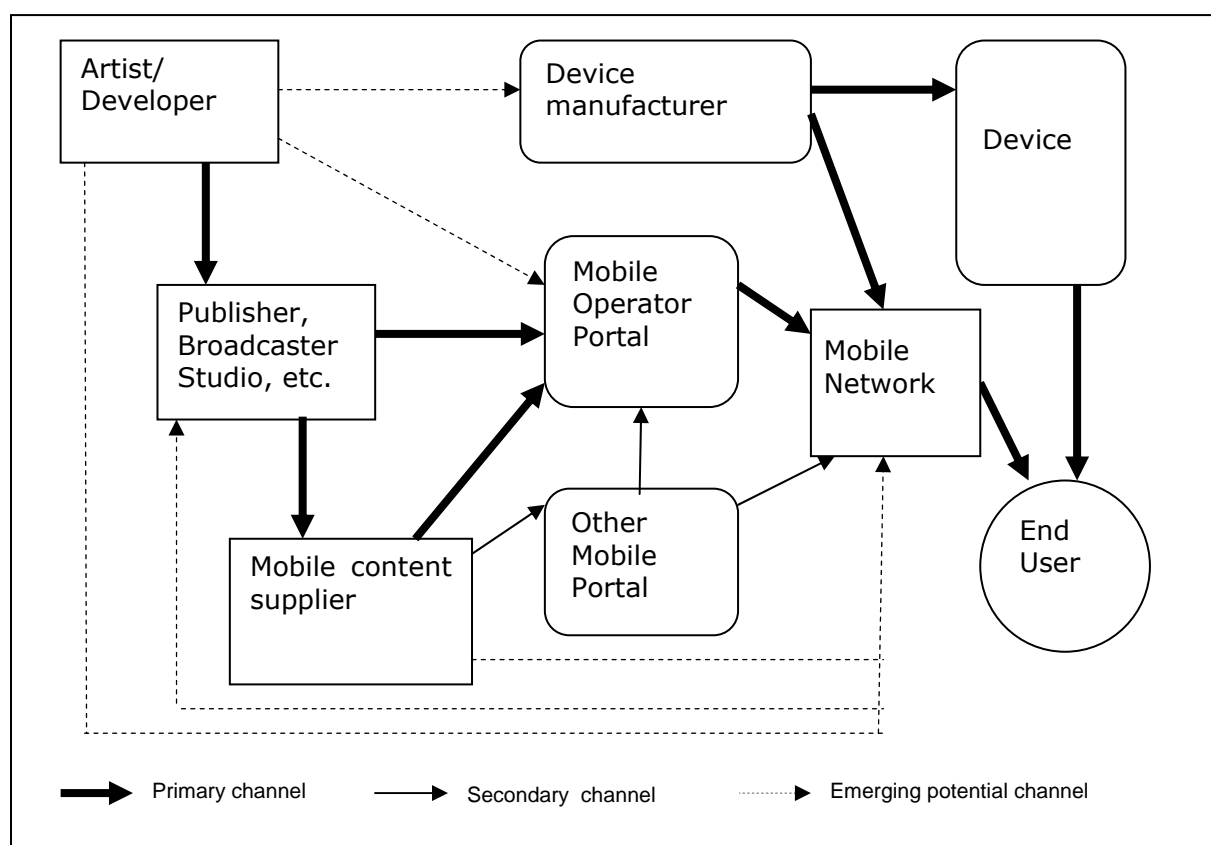 Artist/
Developer
Device
manufacturer
Device
Mobile
Operator
Portal
Publisher,
Broadcaster
Studio, etc.
Mobile
Network
Other
Mobile
Portal
End
User
Mobile content
supplier
Primary channel
Secondary channel
Emerging potential channel